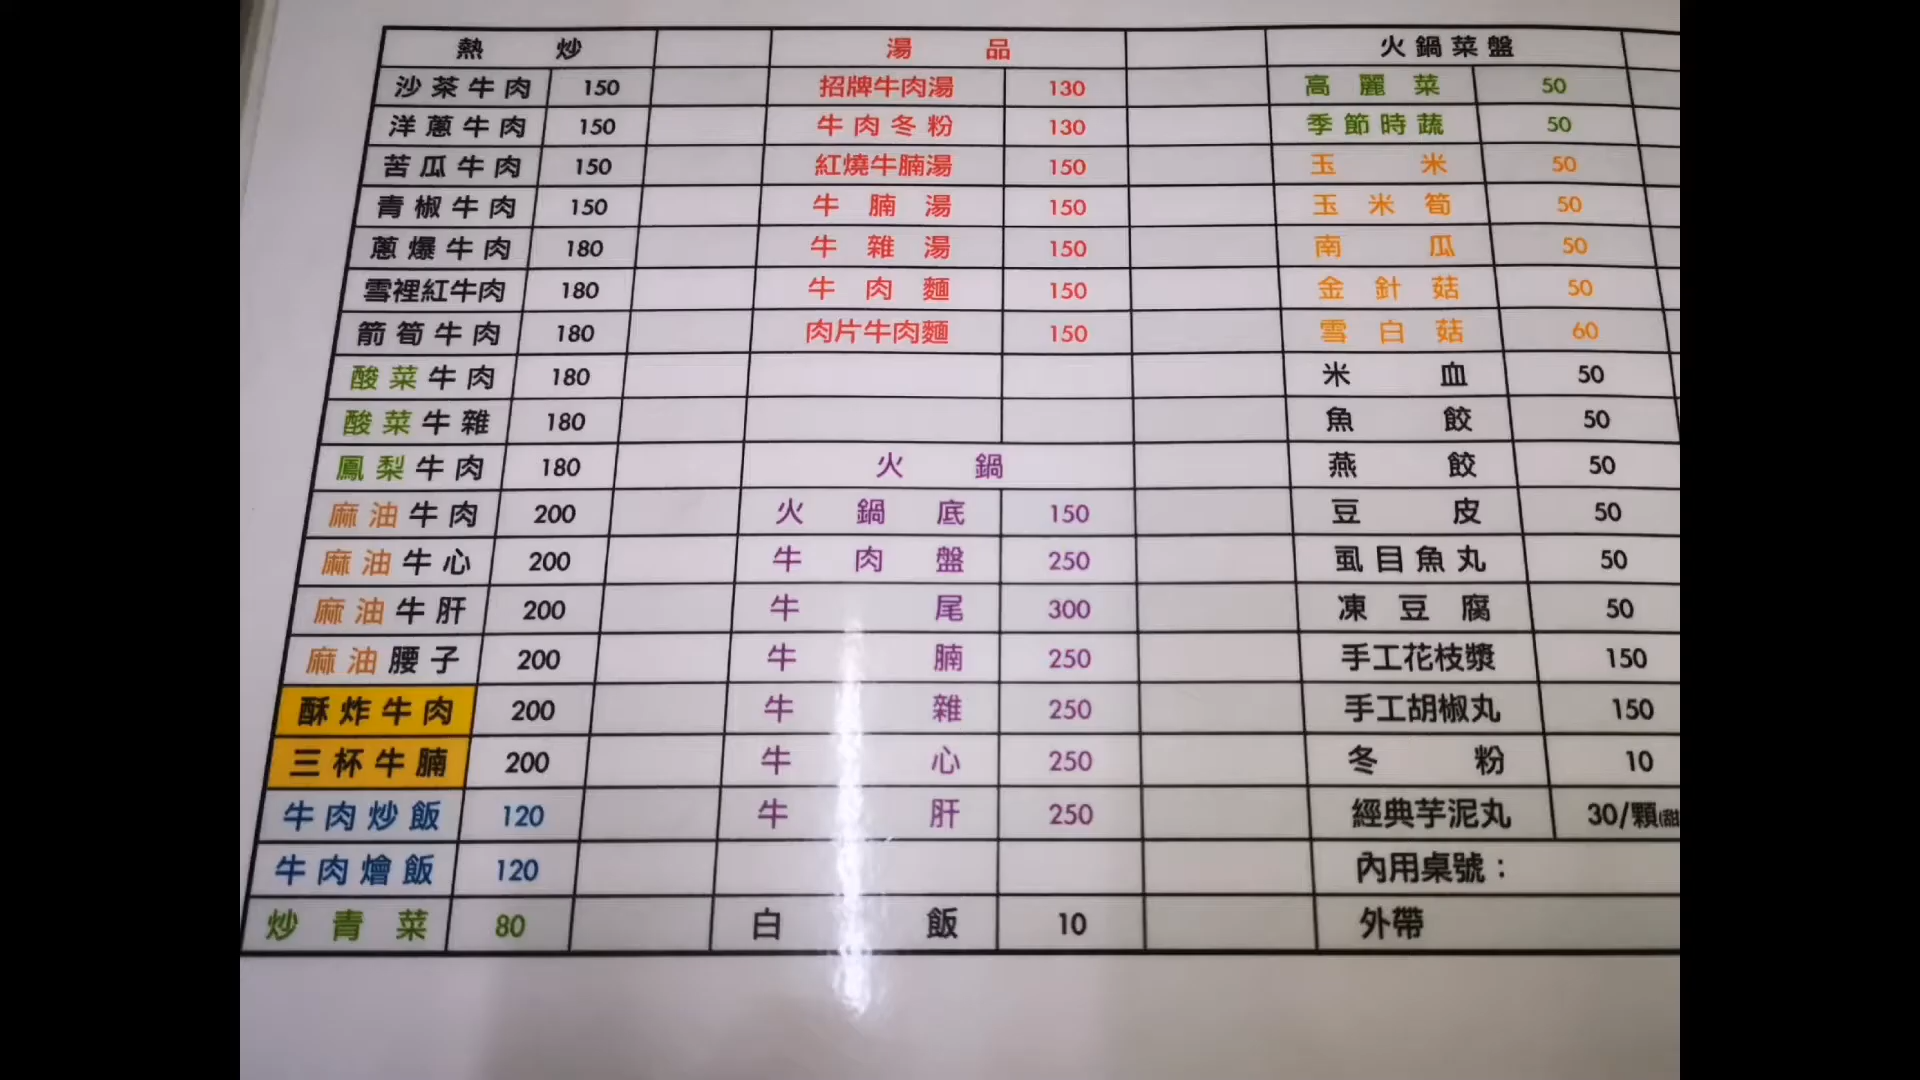 熱炒 湯品 火鍋菜盤
沙茶牛肉 150 招牌牛肉湯 130 高麗菜 50
洋蔥牛肉 150 牛肉冬粉 130 季節時蔬 50
苦瓜牛肉 150 紅燒牛腩湯 150 玉米 50
青椒牛肉 150 牛腩湯 150 玉米筍 50
蔥爆牛肉 180 牛雜湯 150 南瓜 50
雪裡紅牛肉 180 牛肉麵 150 金針菇 50
箭筍牛肉 180 肉片牛肉麵 150 雪白菇 60
酸菜牛肉 180 米血 50
酸菜牛雜 180 魚餃 50
鳳梨牛肉 180 火鍋 燕餃 50
麻油牛肉 200 火鍋底 150 豆皮 50
麻油牛心 200 牛肉盤 250 虱目魚丸 50
麻油牛肝 200 牛尾 300 凍豆腐 50
麻油腰子 200 牛腩 250 手工花枝漿 150
酥炸牛肉 200 牛雜 250 手工胡椒丸 150
三杯牛腩 200 牛心 250 冬粉 10
牛肉炒飯 120 牛肝 250 經典芋泥丸 30/顆(甜
牛肉燴飯 120 內用桌號：
炒青菜 80 白飯 10 外帶